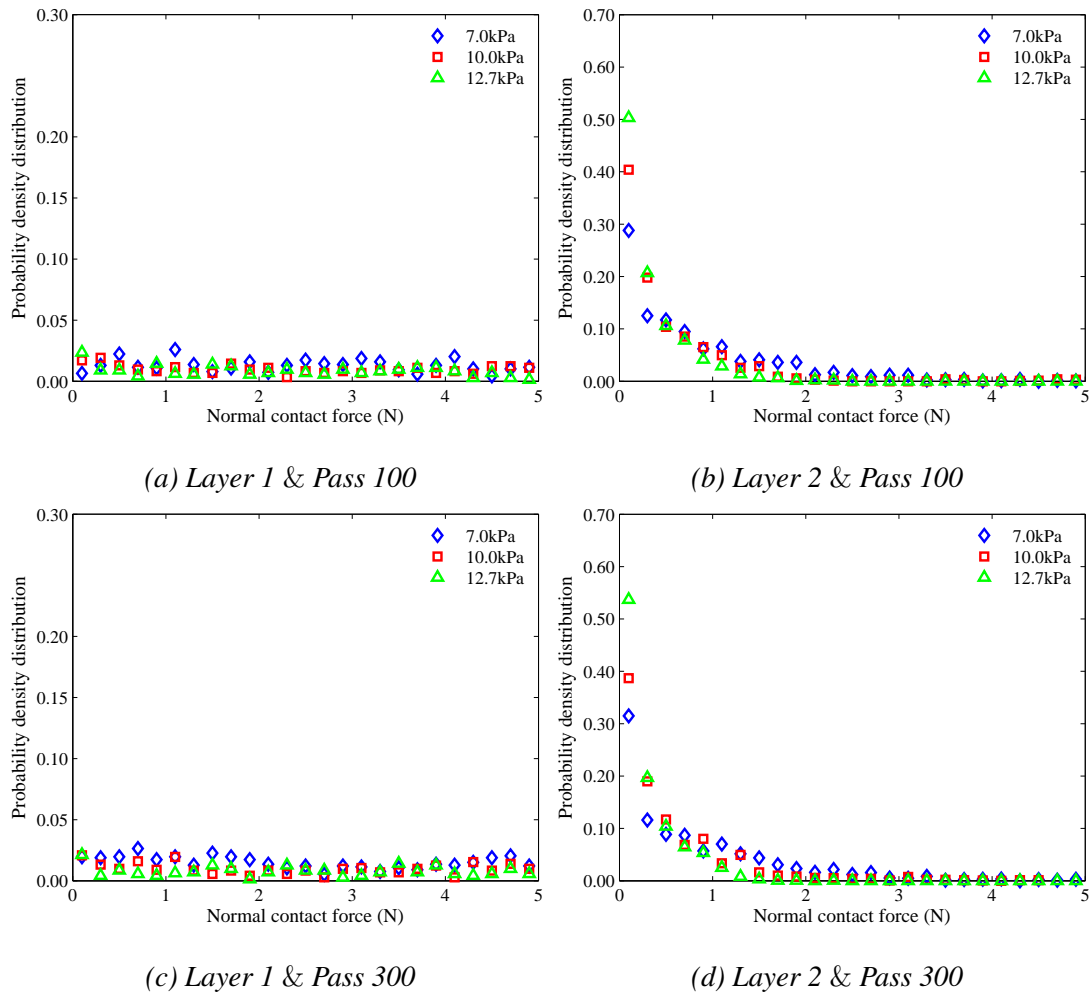 0.30
0.20
0.10
0.05
0.00
0 1 2 3 4 5
Probability density distribution
Normal contact force (N)
7.0kPa
10.0kPa
12.7kPa
(a) Layer 1 & Pass 100
0.70
0.60
0.50
0.40
0.30
0.20
0.10
0.00
0 1 2 3 4 5
Probability density distribution
Normal contact force (N)
7.0kPa
10.0kPa
12.7kPa
(b) Layer 2 & Pass 100
0.30
0.20
0.10
0.05
0.00
0 1 2 3 4 5
Probability density distribution
Normal contact force (N)
7.0kPa
10.0kPa
12.7kPa
(c) Layer 1 & Pass 300
0.70
0.60
0.50
0.40
0.30
0.20
0.10
0.00
0 1 2 3 4 5
Probability density distribution
Normal contact force (N)
7.0kPa
10.0kPa
12.7kPa
(d) Layer 2 & Pass 300